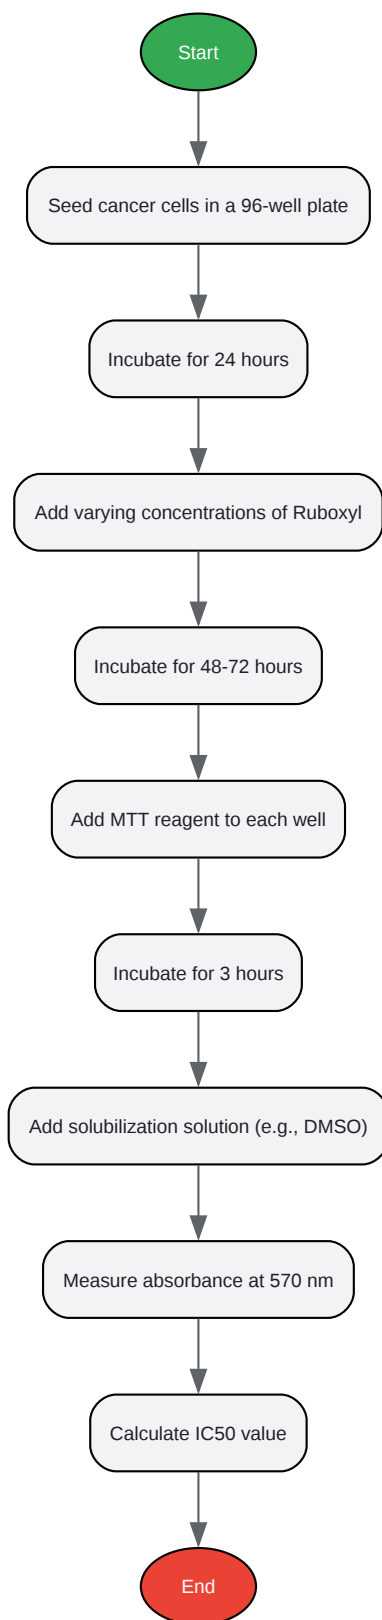 Start
Seed cancer cells in a 96-well plate
Incubate for 24 hours
Add varying concentrations of Ruboxyl
Incubate for 48-72 hours
Add MTT reagent to each well
Incubate for 3 hours
Add solubilization solution (e.g., DMSO)
Measure absorbance at 570 nm
Calculate IC50 value
End